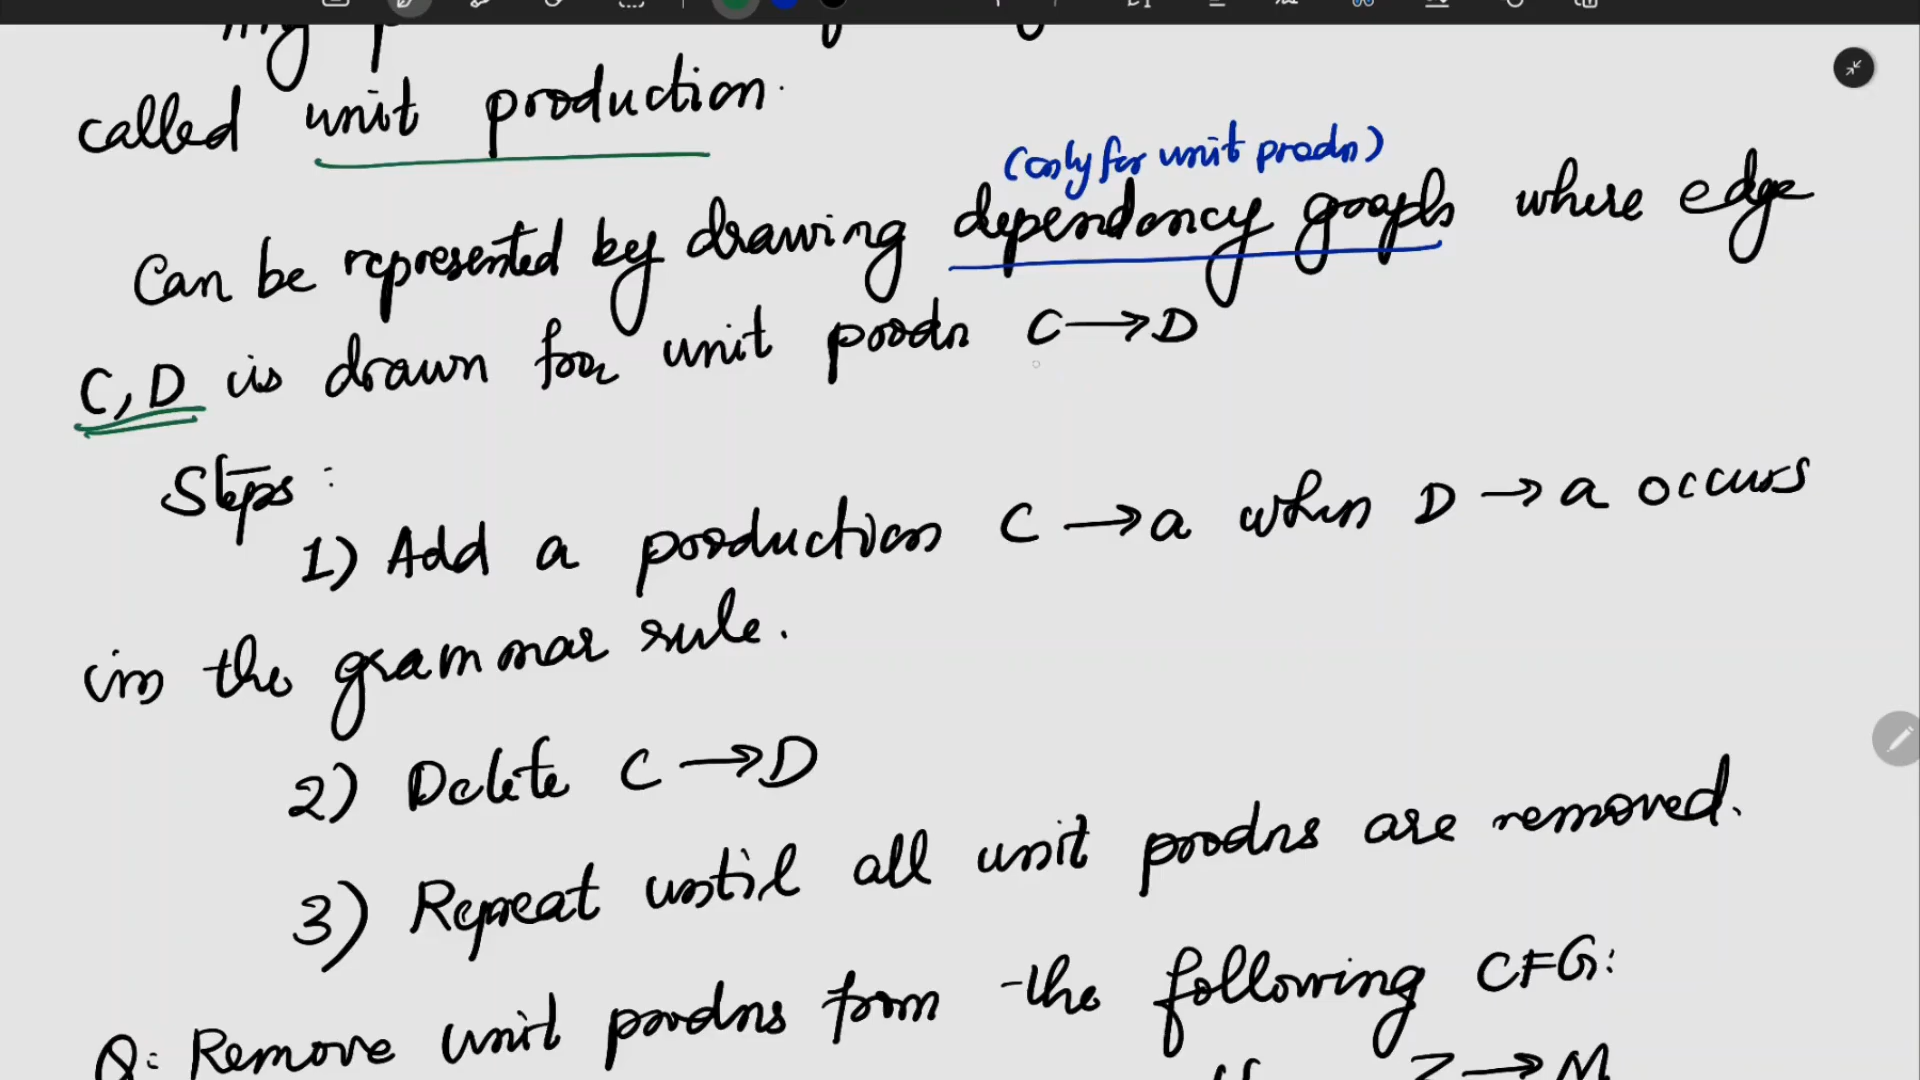 called unit production.
(only for unit prodn)
Can be represented by drawing dependency graph where edge
C, D is drawn for unit prodn C → D
Steps:
1) Add a production C → a when D → a occurs
in the grammar rule.
2) Delete C → D
3) Repeat until all unit prodns are removed.
Q: Remove unit prodns from the following CFG:
Z → M